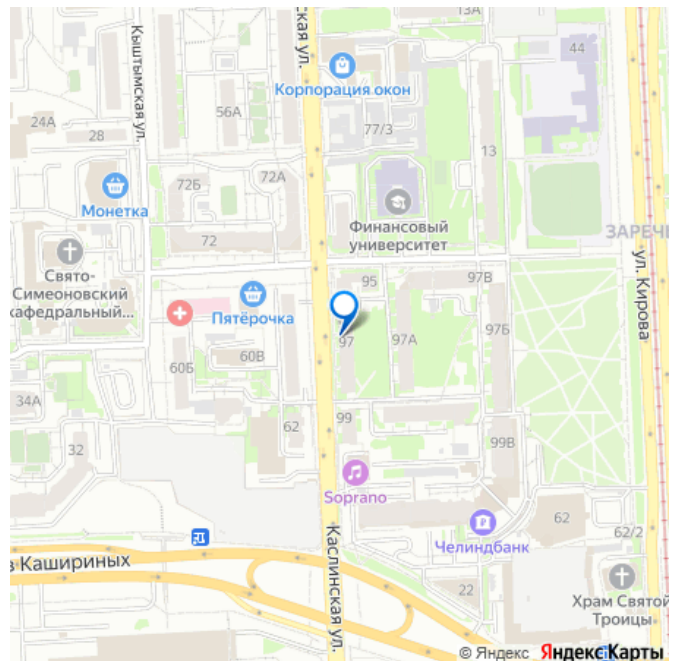 ская ул.
13А
Кыштымская ул.
44
Корпорация окон
56А
24А
77/3
28
13
72Б
72А
Монетка
Финансовый
университет
72
ЗАРЕЧЬ
Свято-
Симеоновский
кафедральный...
95
97В
ул. Кирова
Пятёрочка
97
97А
97Б
60В
60Б
34А
99
62
32
99В
Soprano
Челиндбанк
62
62/2
Каслинская ул.
в Кашириных
22
Храм Святой
Троицы
© Яндекс Яндекс Карты